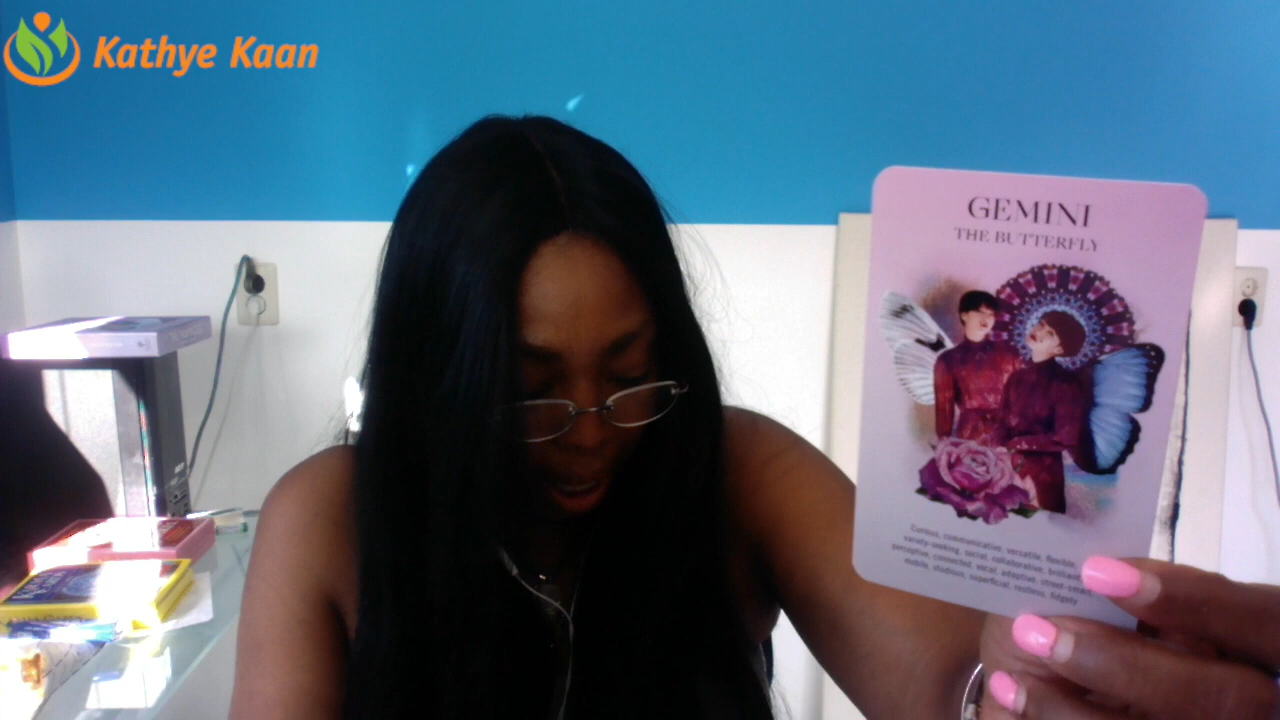 Kathye Kaan
GEMINI
THE BUTTERFLY
Curious, communicative, versatile, flexible,
variety-seeking, social, collaborative, brilliant,
perceptive, connected, vocal, adaptive, street-smart,
mobile, studious, superficial, restless, fidgety